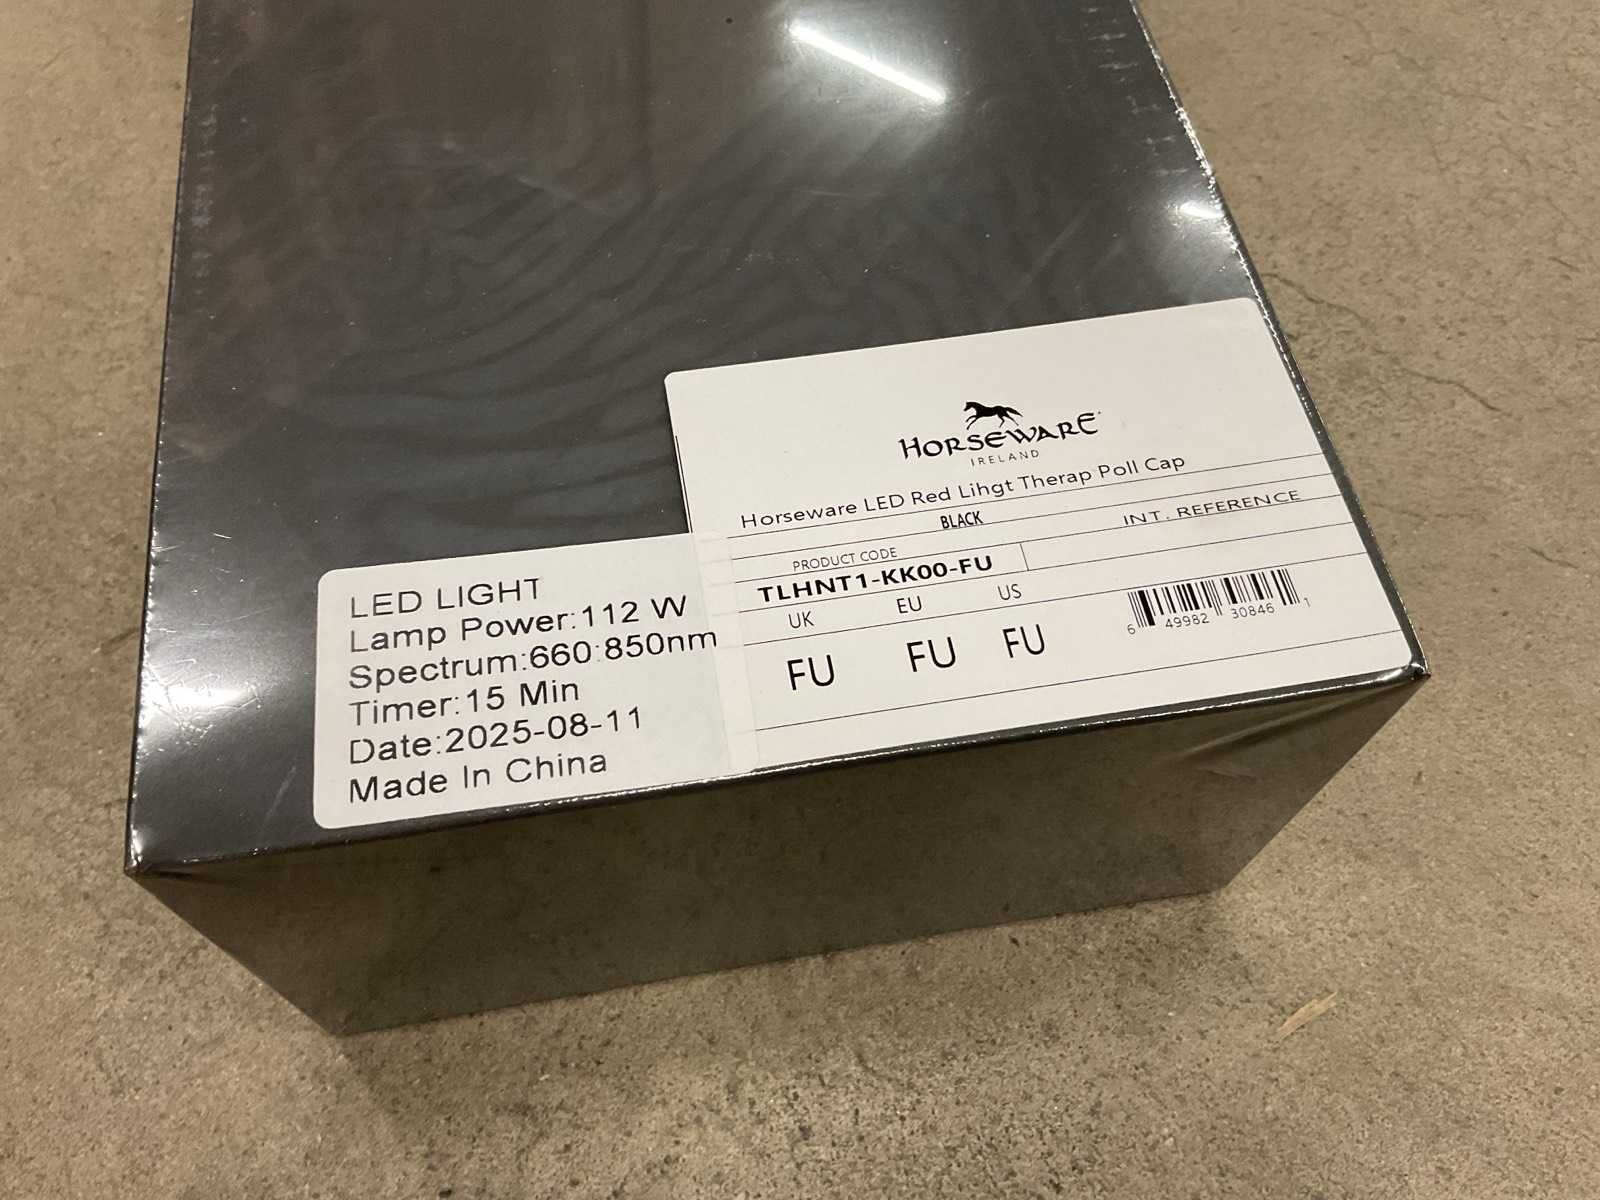 HORSEWARE
IRELAND
Horseware LED Red Lihgt Therap Poll Cap
BLACK
PRODUCT CODE
INT. REFERENCE
TLHNT1-KK00-FU
UK EU US
FU FU FU
6 49982 30846 1
LED LIGHT
Lamp Power:112 W
Spectrum:660:850nm
Timer:15 Min
Date:2025-08-11
Made In China